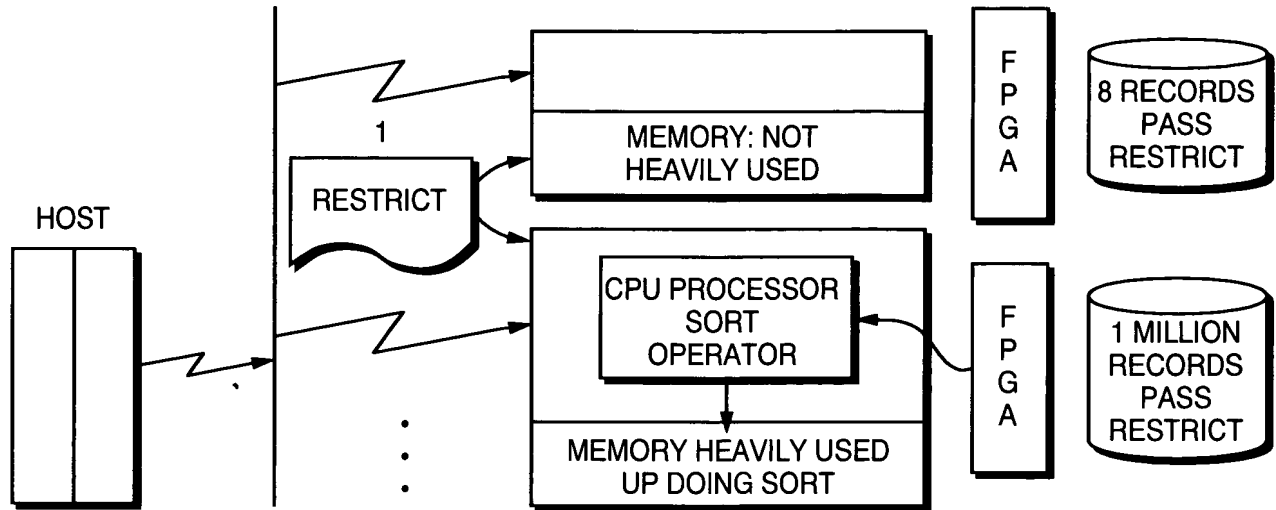 HOST
1
RESTRICT
MEMORY: NOT
HEAVILY USED
F
P
G
A
8 RECORDS
PASS
RESTRICT
CPU PROCESSOR
SORT
OPERATOR
MEMORY HEAVILY USED
UP DOING SORT
F
P
G
A
1 MILLION
RECORDS
PASS
RESTRICT